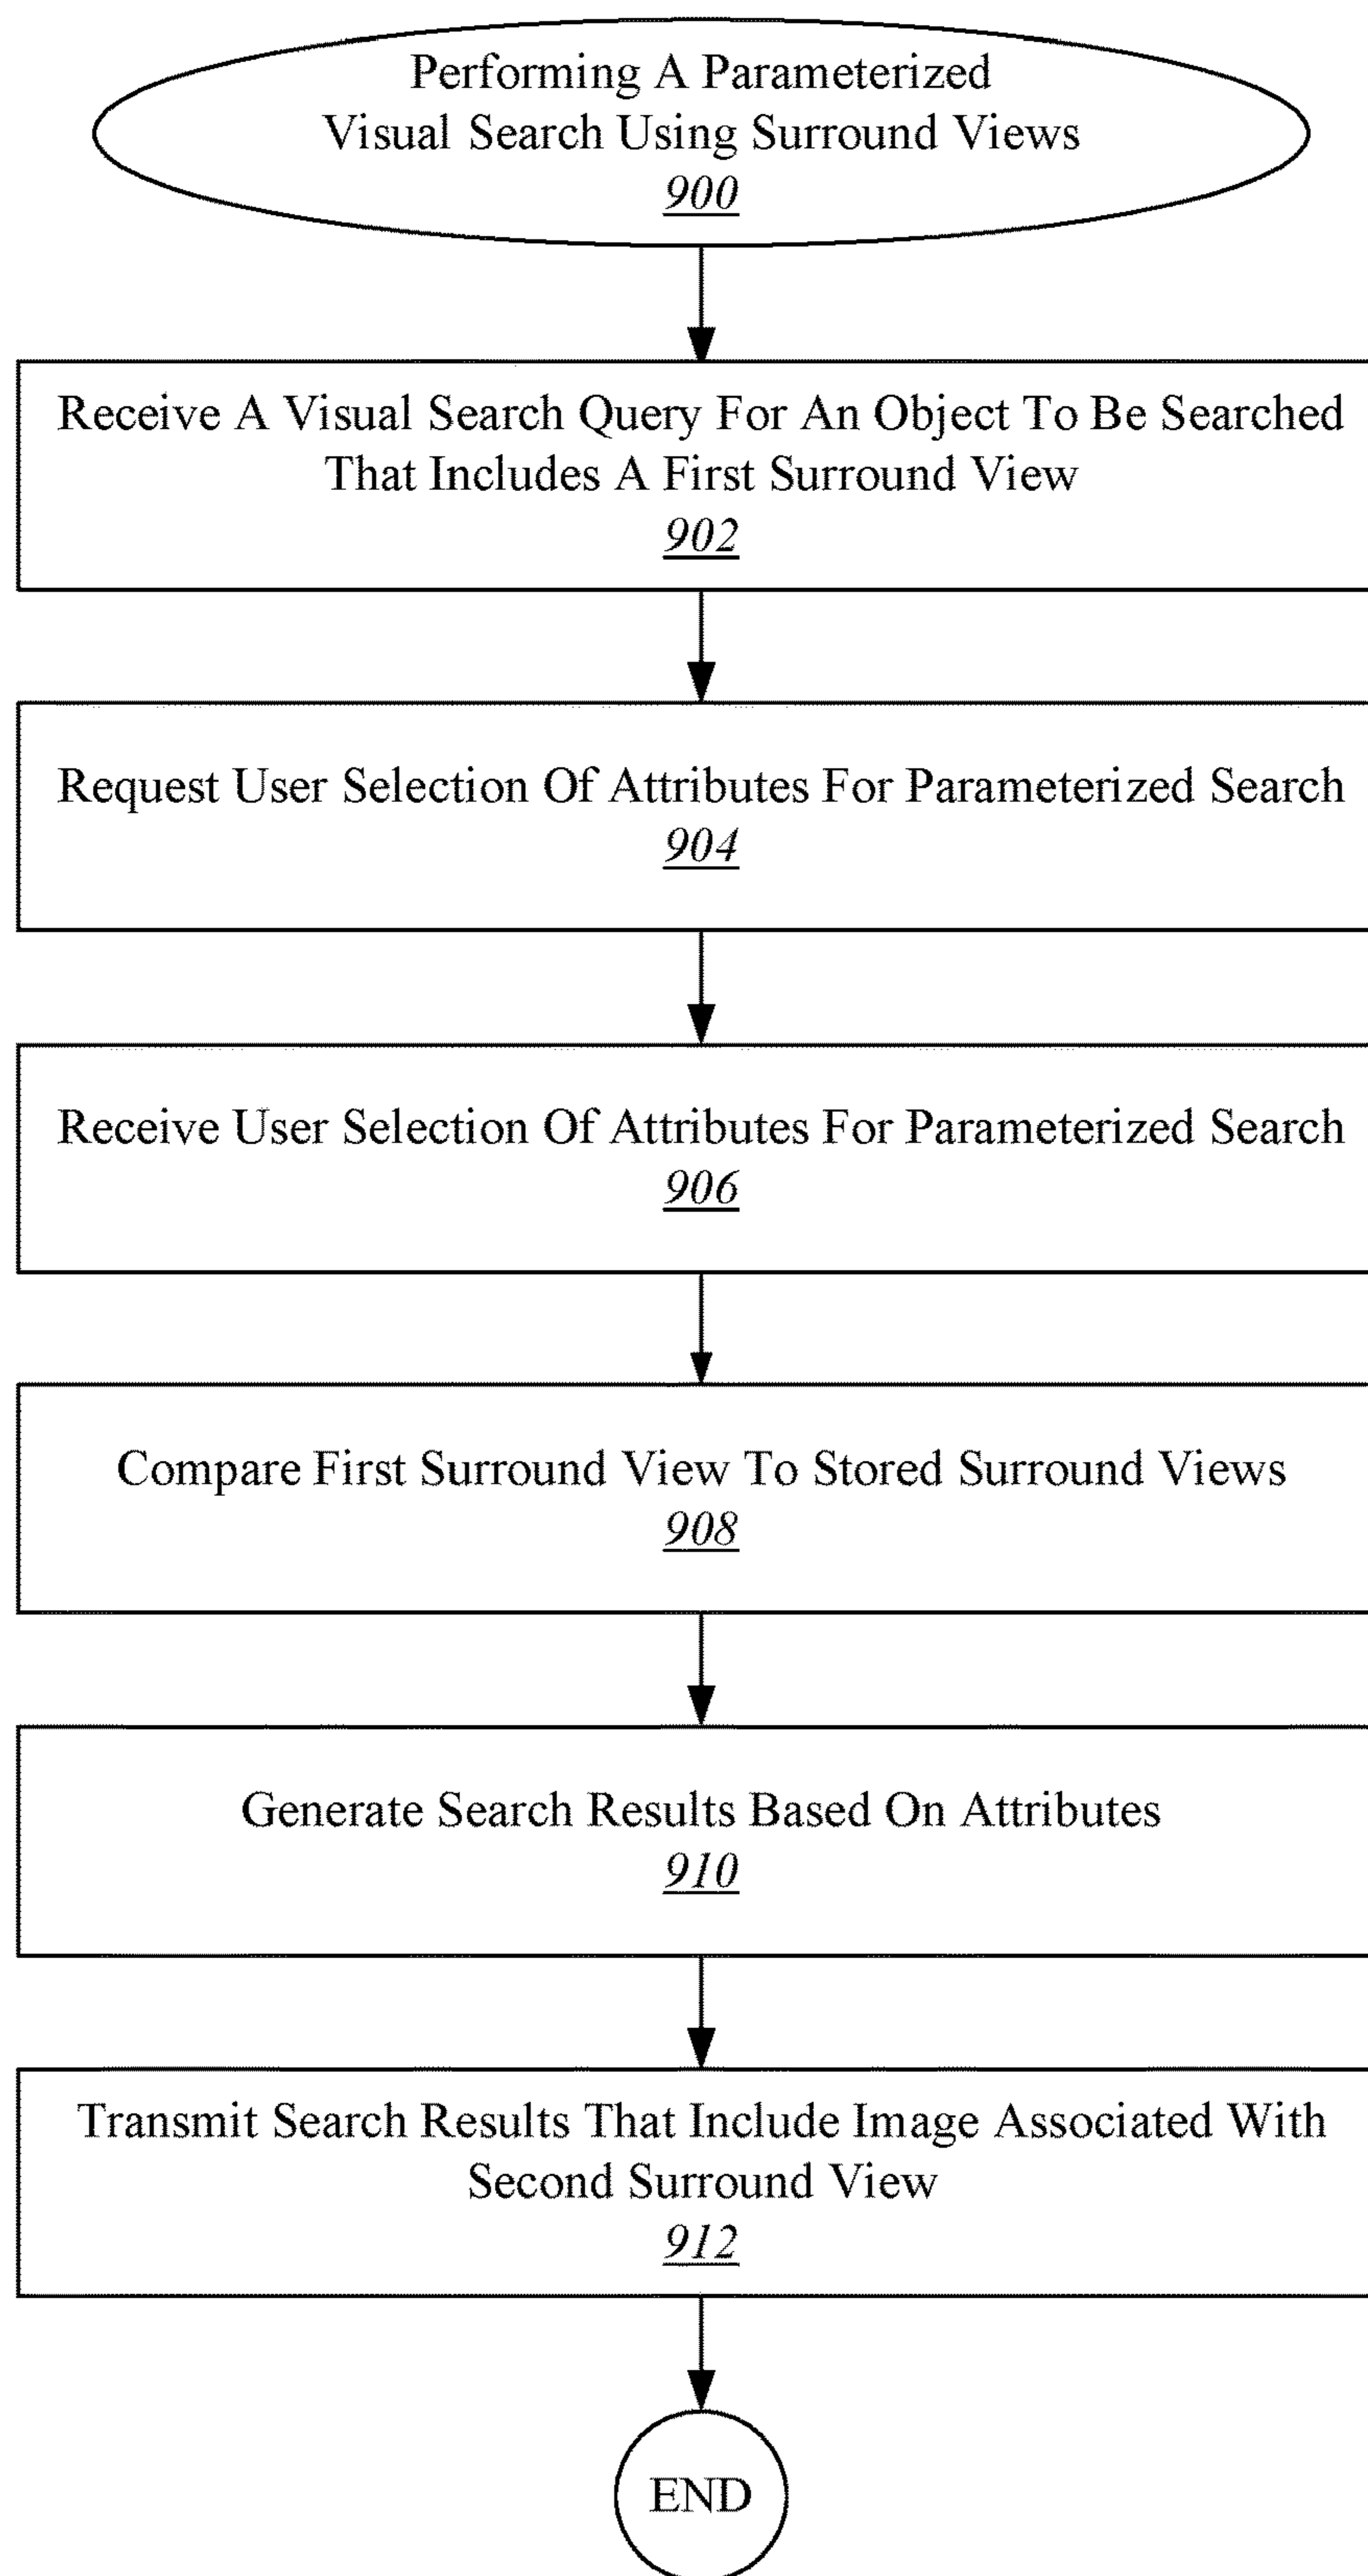 Performing A Parameterized
Visual Search Using Surround Views
900
Receive A Visual Search Query For An Object To Be Searched
That Includes A First Surround View
902
Request User Selection Of Attributes For Parameterized Search
904
Receive User Selection Of Attributes For Parameterized Search
906
Compare First Surround View To Stored Surround Views
908
Generate Search Results Based On Attributes
910
Transmit Search Results That Include Image Associated With
Second Surround View
912
END